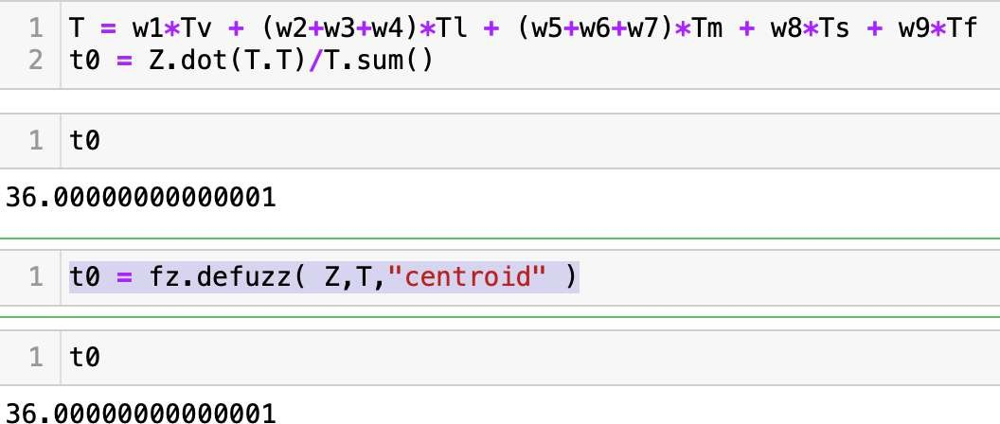 1 T = w1*Tv + (w2+w3+w4)*Tl + (w5+w6+w7)*Tm + w8*Ts + w9*Tf
2 t0 = Z.dot(T.T)/T.sum()
1 t0
36.00000000000001
1 t0 = fz.defuzz( Z,T,"centroid" )
1 t0
36.00000000000001